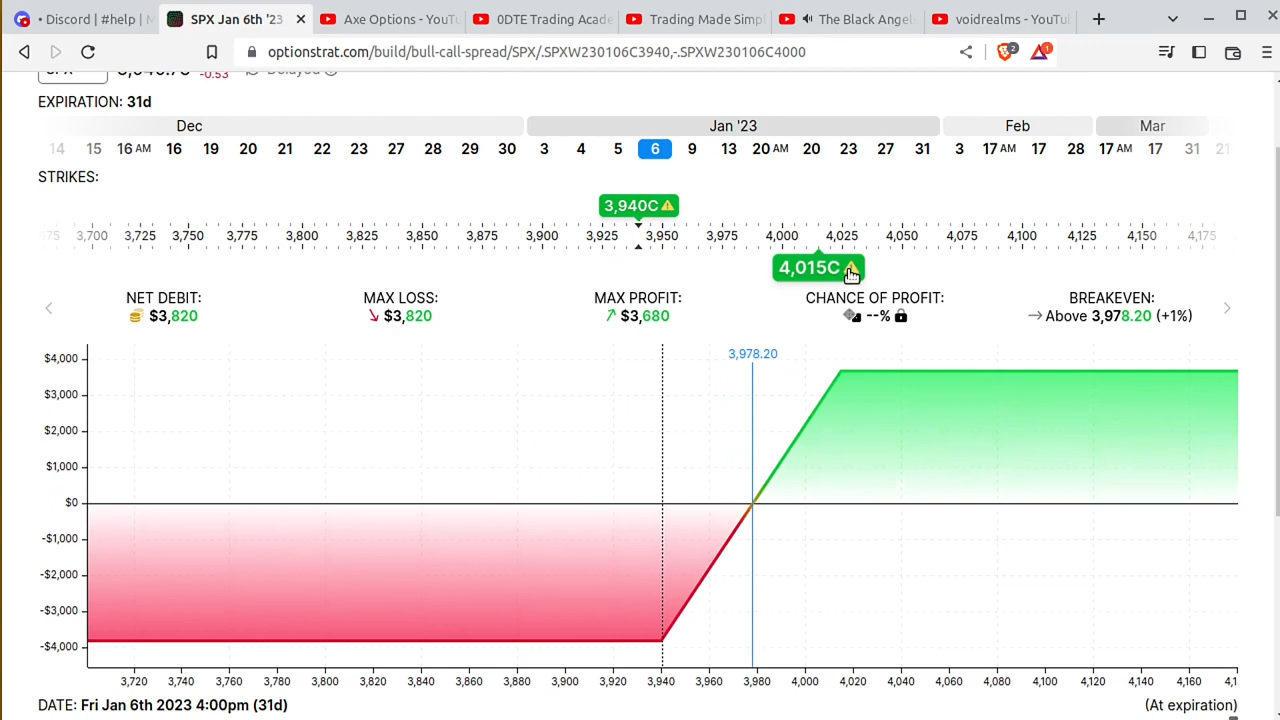 Discord | #help | M
SPX Jan 6th '23
Axe Options - YouTu
0DTE Trading Acade
Trading Made Simpl
The Black Angels
voidrealms - YouTu
optionstrat.com/build/bull-call-spread/SPX/.SPXW230106C3940,-.SPXW230106C4000
2
1
-0.53 Delayed
EXPIRATION: 31d
Dec Jan '23 Feb Mar
14 15 16 AM 16 19 20 21 22 23 27 28 29 30 3 4 5 6 9 13 20 AM 20 23 27 31 3 17 AM 17 28 17 AM 17 31 21
STRIKES:
3,940C
375 3,700 3,725 3,750 3,775 3,800 3,825 3,850 3,875 3,900 3,925 3,950 3,975 4,000 4,025 4,050 4,075 4,100 4,125 4,150 4,175
4,015C
NET DEBIT: MAX LOSS: MAX PROFIT: CHANCE OF PROFIT: BREAKEVEN:
$3,820 $3,820 $3,680 --% Above 3,978.20 (+1%)
3,978.20
$4,000
$3,000
$2,000
$1,000
$0
-$1,000
-$2,000
-$3,000
-$4,000
3,720 3,740 3,760 3,780 3,800 3,820 3,840 3,860 3,880 3,900 3,920 3,940 3,960 3,980 4,000 4,020 4,040 4,060 4,080 4,100 4,120 4,140 4,160 4,1
DATE: Fri Jan 6th 2023 4:00pm (31d) (At expiration)